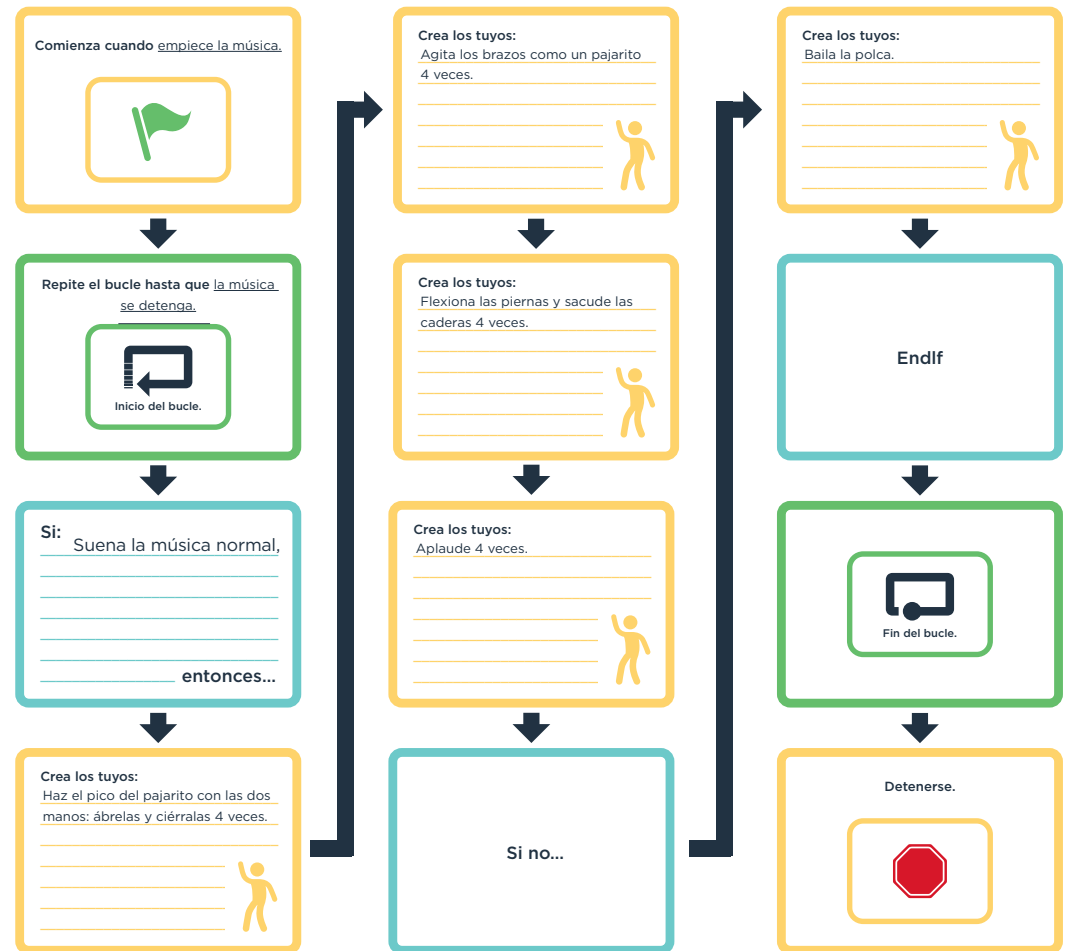 Comienza cuando empiece la música.
Repite el bucle hasta que la música
se detenga.
Inicio del bucle.
Si:
Suena la música normal,
entonces...
Crea los tuyos:
Haz el pico del pajarito con las dos
manos: ábrelas y ciérralas 4 veces.
Crea los tuyos:
Agita los brazos como un pajarito
4 veces.
Crea los tuyos:
Flexiona las piernas y sacude las
caderas 4 veces.
Crea los tuyos:
Aplaude 4 veces.
Si no...
Crea los tuyos:
Baila la polca.
EndIf
Fin del bucle.
Detenerse.